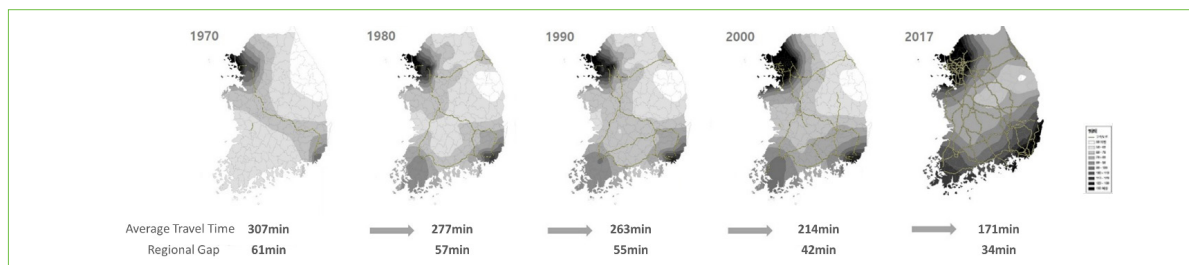 1970
1980
1990
2000
2017
Average Travel Time 307min 277min 263min 214min 171min
Regional Gap 61min 57min 55min 42min 34min